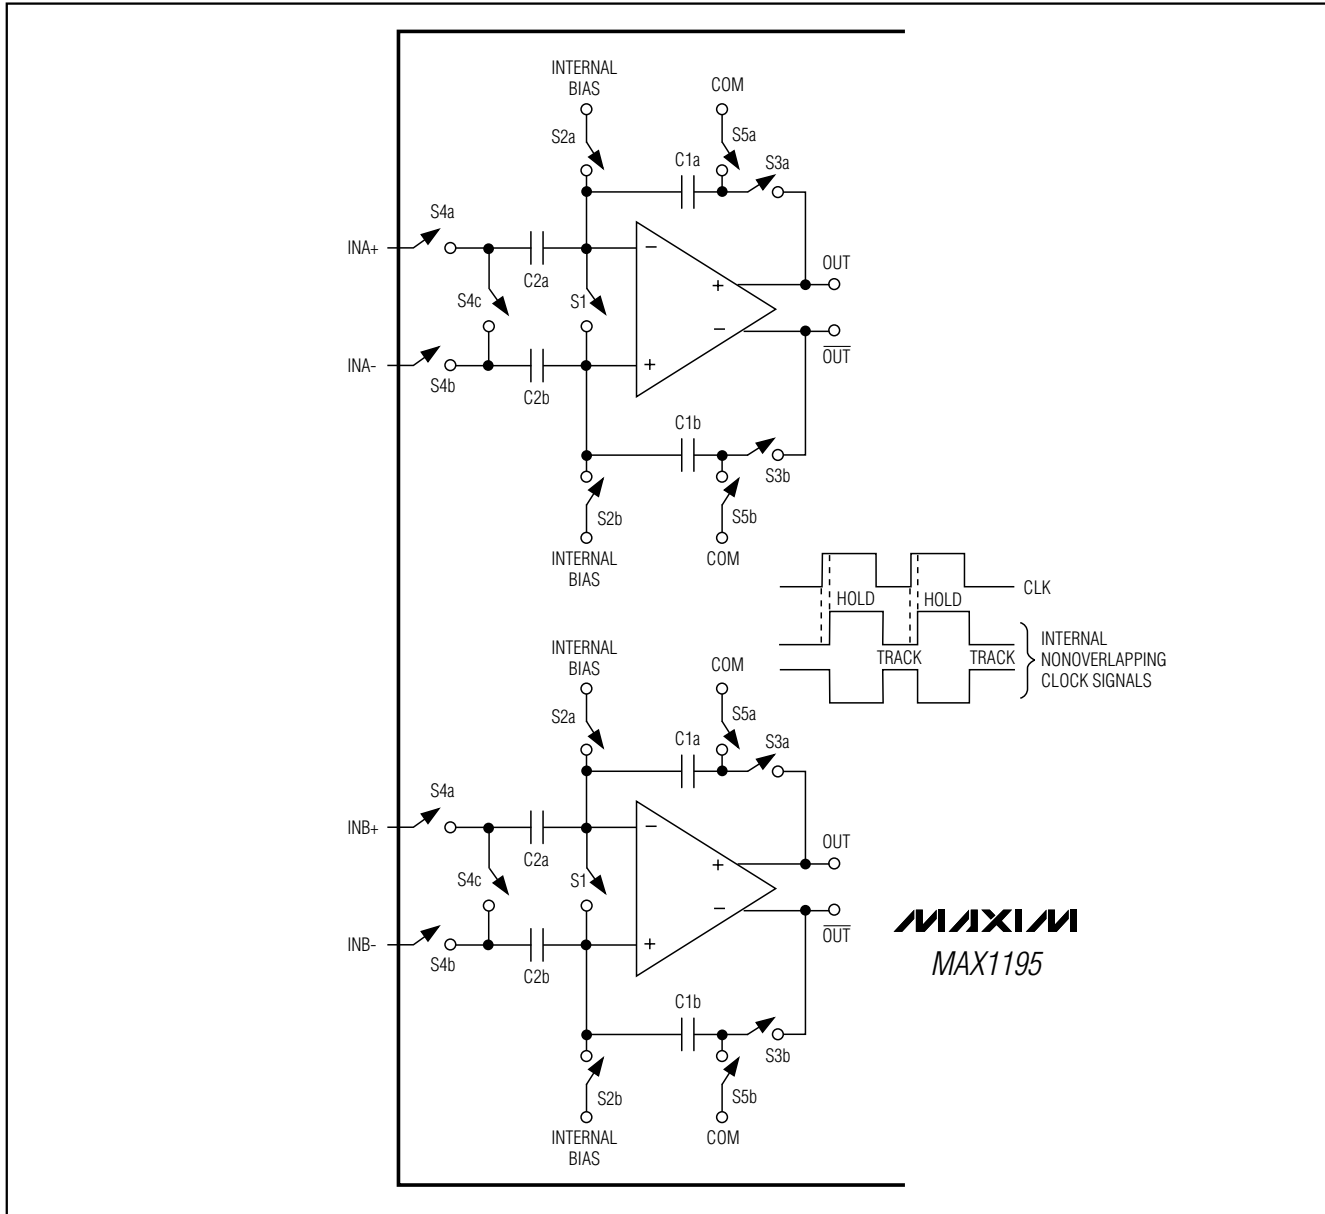 INTERNAL
BIAS
COM
S2a
S5a
C1a
S3a
S4a
INA+
−
C2a
OUT
+
S4c
S1
−
OUT
INA-
+
S4b
C2b
C1b
S3b
S2b
S5b
INTERNAL
BIAS
COM
CLK
HOLD
HOLD
TRACK
TRACK
INTERNAL
NONOVERLAPPING
CLOCK SIGNALS
INTERNAL
BIAS
COM
S2a
S5a
C1a
S3a
S4a
INB+
−
C2a
OUT
+
S4c
S1
−
OUT
INB-
+
S4b
C2b
MAXIM
MAX1195
C1b
S3b
S2b
S5b
INTERNAL
BIAS
COM